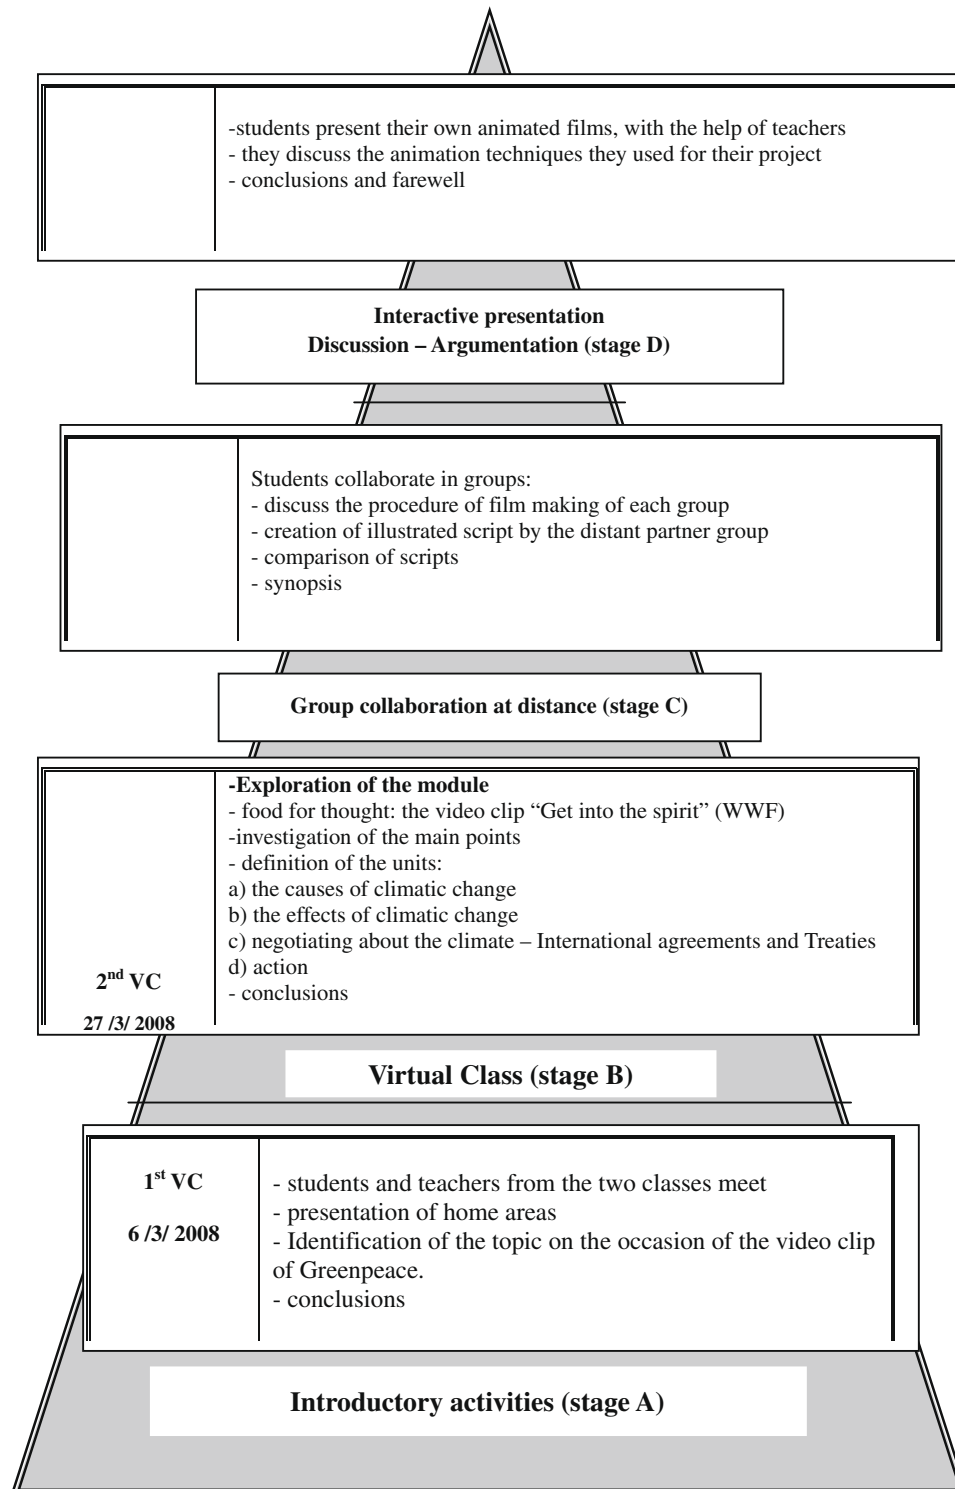 -students present their own animated films, with the help of teachers
- they discuss the animation techniques they used for their project
- conclusions and farewell
Interactive presentation
Discussion – Argumentation (stage D)
Students collaborate in groups:
- discuss the procedure of film making of each group
- creation of illustrated script by the distant partner group
- comparison of scripts
- synopsis
Group collaboration at distance (stage C)
2nd VC
27 /3/ 2008
-Exploration of the module
- food for thought: the video clip “Get into the spirit” (WWF)
-investigation of the main points
- definition of the units:
a) the causes of climatic change
b) the effects of climatic change
c) negotiating about the climate – International agreements and Treaties
d) action
- conclusions
Virtual Class (stage B)
1st VC
6 /3/ 2008
- students and teachers from the two classes meet
- presentation of home areas
- Identification of the topic on the occasion of the video clip
of Greenpeace.
- conclusions
Introductory activities (stage A)